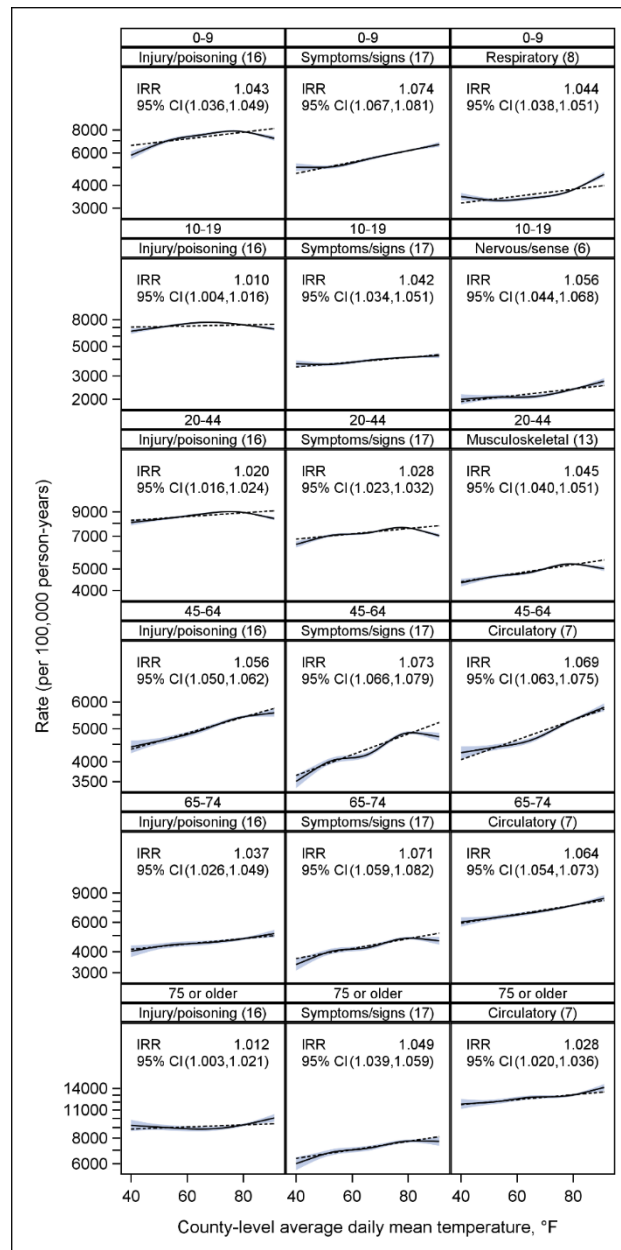 0-9
0-9
0-9
Injury/poisoning (16)
Symptoms/signs (17)
Respiratory (8)
IRR 1.043
95% CI(1.036,1.049)
IRR 1.074
95% CI(1.067,1.081)
IRR 1.044
95% CI(1.038,1.051)
8000
6000
4000
3000
10-19
10-19
10-19
Injury/poisoning (16)
Symptoms/signs (17)
Nervous/sense (6)
IRR 1.010
95% CI(1.004,1.016)
IRR 1.042
95% CI(1.034,1.051)
IRR 1.056
95% CI(1.044,1.068)
8000
5000
3000
2000
20-44
20-44
20-44
Injury/poisoning (16)
Symptoms/signs (17)
Musculoskeletal (13)
IRR 1.020
95% CI(1.016,1.024)
IRR 1.028
95% CI(1.023,1.032)
IRR 1.045
95% CI(1.040,1.051)
9000
7000
5000
4000
45-64
45-64
45-64
Injury/poisoning (16)
Symptoms/signs (17)
Circulatory (7)
IRR 1.056
95% CI(1.050,1.062)
IRR 1.073
95% CI(1.066,1.079)
IRR 1.069
95% CI(1.063,1.075)
6000
5000
4000
3500
65-74
65-74
65-74
Injury/poisoning (16)
Symptoms/signs (17)
Circulatory (7)
IRR 1.037
95% CI(1.026,1.049)
IRR 1.071
95% CI(1.059,1.082)
IRR 1.064
95% CI(1.054,1.073)
9000
6000
4000
3000
75 or older
75 or older
75 or older
Injury/poisoning (16)
Symptoms/signs (17)
Circulatory (7)
IRR 1.012
95% CI(1.003,1.021)
IRR 1.049
95% CI(1.039,1.059)
IRR 1.028
95% CI(1.020,1.036)
14000
11000
8000
6000
40 60 80 40 60 80 40 60 80
Rate (per 100,000 person-years)
County-level average daily mean temperature, °F